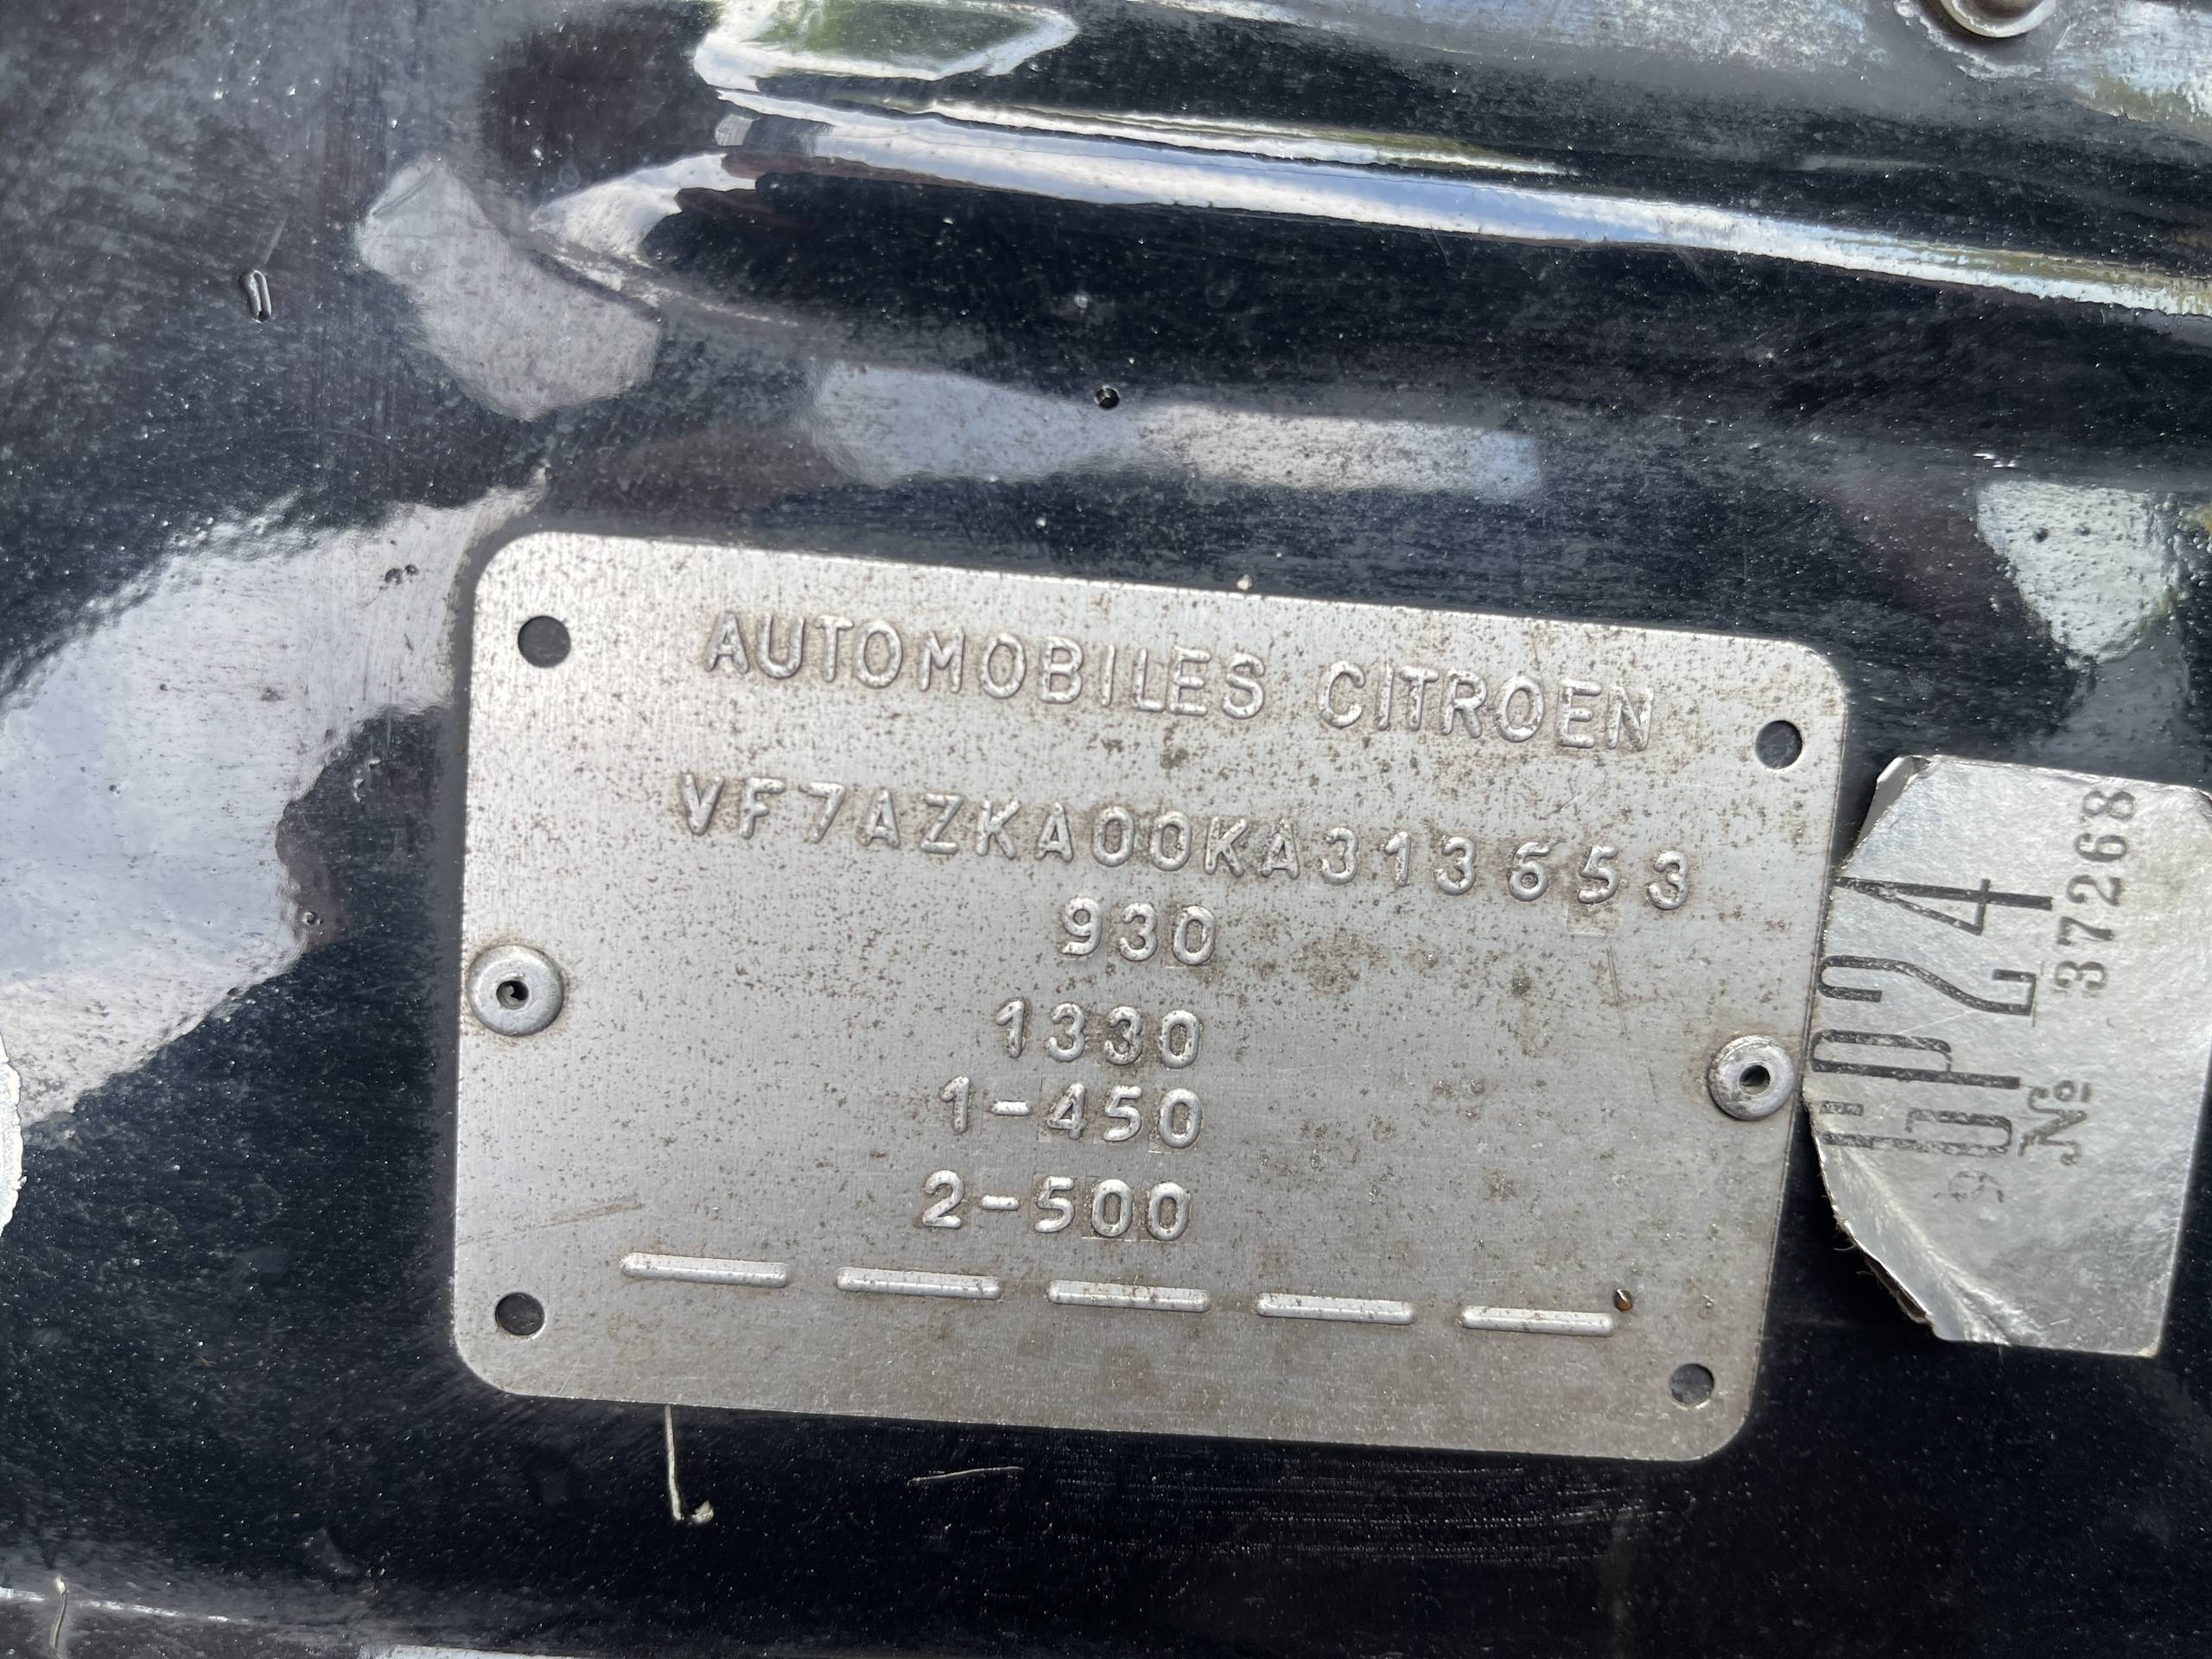 AUTOMOBILES CITROEN
VF7AZKA00KA313653
930
1330
1-450
2-500
GP24
Nº 37268